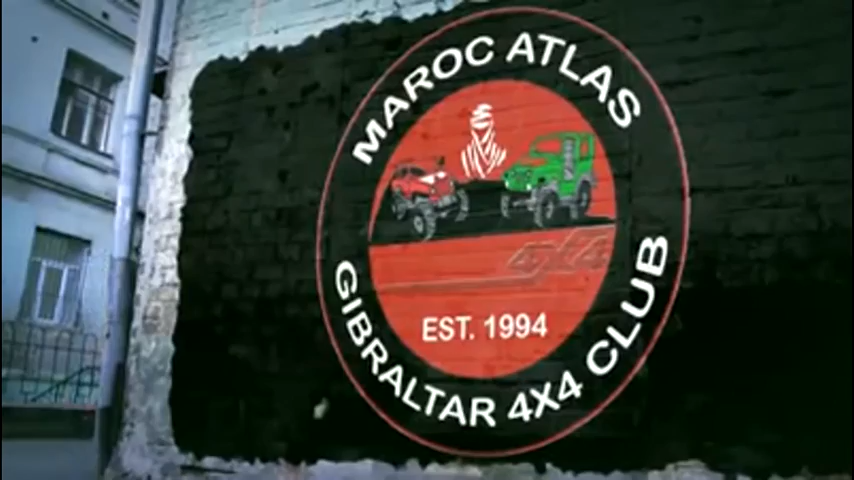 MAROC ATLAS
4X4
EST. 1994
GIBRALTAR 4X4 CLUB